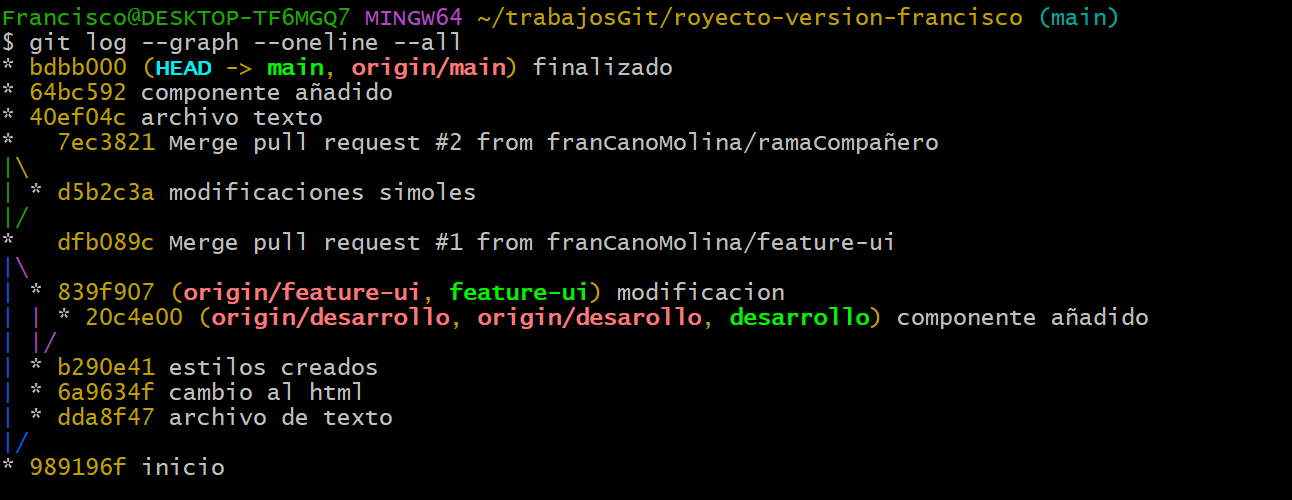 Francisco@DESKTOP-TF6MGQ7 MINGW64 ~/trabajosGit/royecto-version-francisco (main)
$ git log --graph --oneline --all
* bdbb000 (HEAD -> main, origin/main) finalizado
* 64bc592 componente añadido
* 40ef04c archivo texto
*   7ec3821 Merge pull request #2 from franCanoMolina/ramaCompañero
|\
| * d5b2c3a modificaciones simoles
|/
*   dfb089c Merge pull request #1 from franCanoMolina/feature-ui
|\
| * 839f907 (origin/feature-ui, feature-ui) modificacion
| | * 20c4e00 (origin/desarrollo, origin/desarollo, desarrollo) componente añadido
| |/
| * b290e41 estilos creados
| * 6a9634f cambio al html
| * dda8f47 archivo de texto
|/
* 989196f inicio